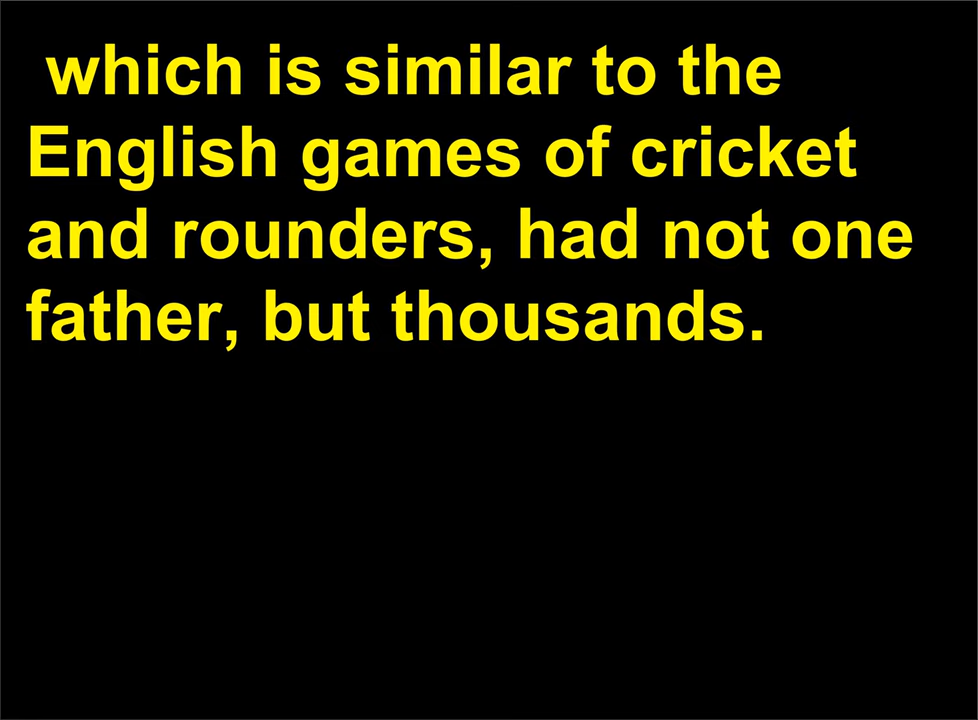 which is similar to the
English games of cricket
and rounders, had not one
father, but thousands.